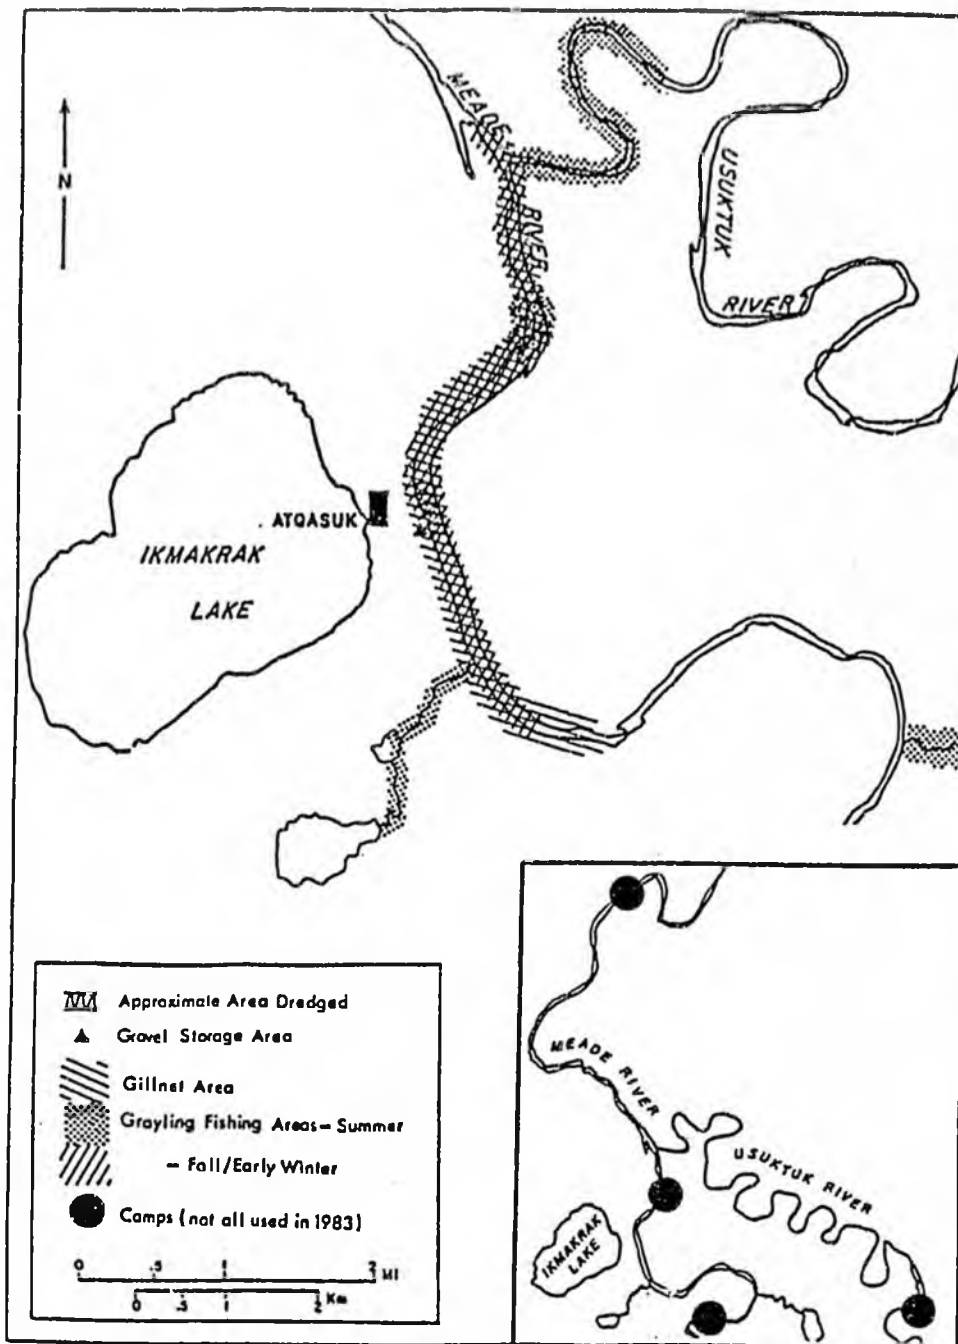 MEADE
RIVER
USUKTUK
RIVER
N
ATQASUK
IKMAKRAK
LAKE
Approximate Area Dredged
Gravel Storage Area
Gillnet Area
Grayling Fishing Areas - Summer
- Fall/Early Winter
Camps (not all used in 1983)
0 .5 1 2 MI
0 .5 1 2 Km
MEADE RIVER
USUKTUK RIVER
IKMAKRAK
LAKE